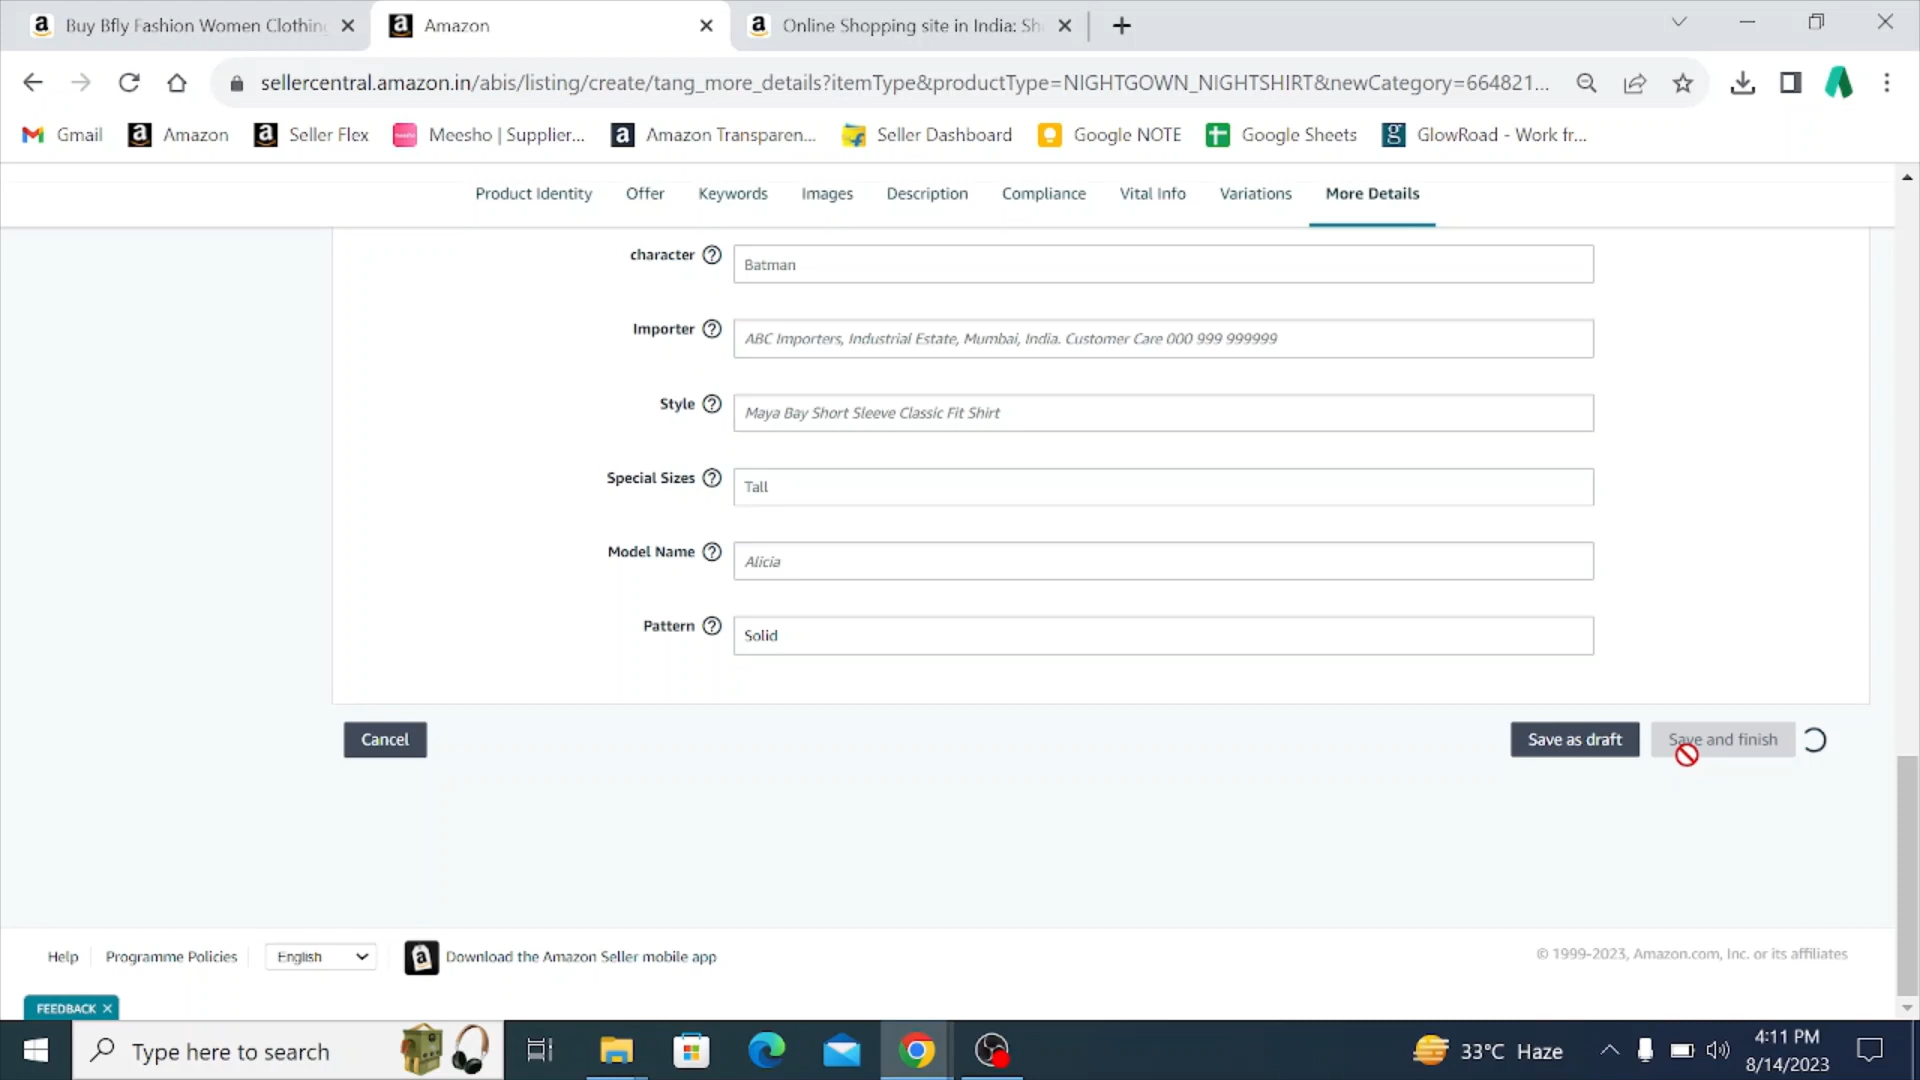 Buy Bfly Fashion Women Clothing
Amazon
Online Shopping site in India: Sh
sellercentral.amazon.in/abis/listing/create/tang_more_details?itemType&productType=NIGHTGOWN_NIGHTSHIRT&newCategory=664821...
Gmail
Amazon
Seller Flex
Meesho | Supplier...
Amazon Transparen...
Seller Dashboard
Google NOTE
Google Sheets
GlowRoad - Work fr...
Product Identity
Offer
Keywords
Images
Description
Compliance
Vital Info
Variations
More Details
character
Batman
Importer
ABC Importers, Industrial Estate, Mumbai, India. Customer Care 000 999 999999
Style
Maya Bay Short Sleeve Classic Fit Shirt
Special Sizes
Tall
Model Name
Alicia
Pattern
Solid
Cancel
Save as draft
Save and finish
Help
Programme Policies
English
Download the Amazon Seller mobile app
© 1999-2023, Amazon.com, Inc. or its affiliates
FEEDBACK
Type here to search
33°C Haze
4:11 PM
8/14/2023